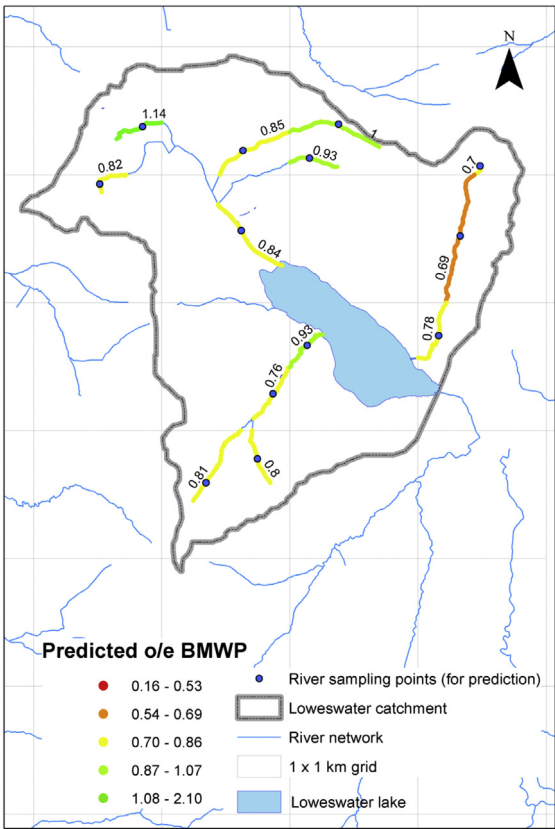 N
1.14
0.85
1
0.93
0.82
0.7
0.84
0.69
0.78
0.93
0.76
0.8
0.81
Predicted o/e BMWP
0.16 - 0.53
0.54 - 0.69
0.70 - 0.86
0.87 - 1.07
1.08 - 2.10
River sampling points (for prediction)
Loweswater catchment
River network
1 x 1 km grid
Loweswater lake